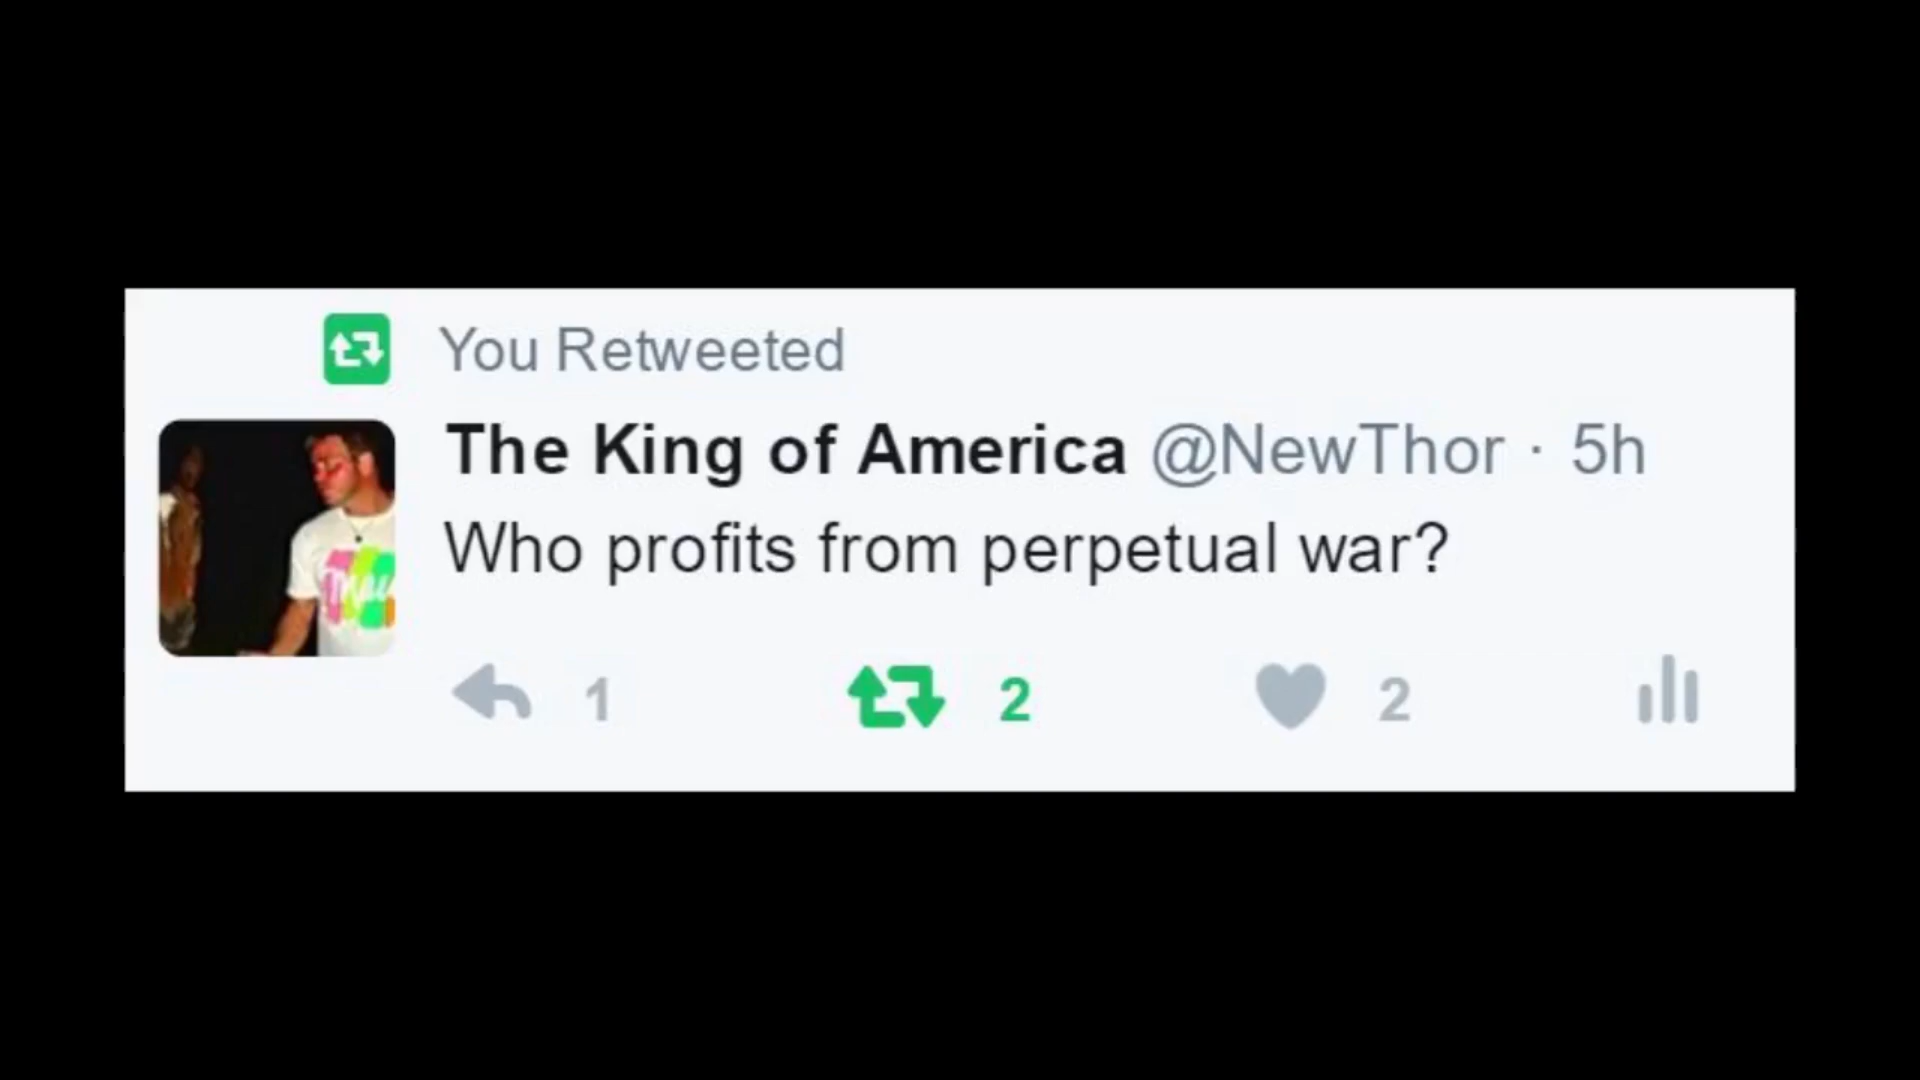 You Retweeted
The King of America @NewThor · 5h
Who profits from perpetual war?
1 2 2